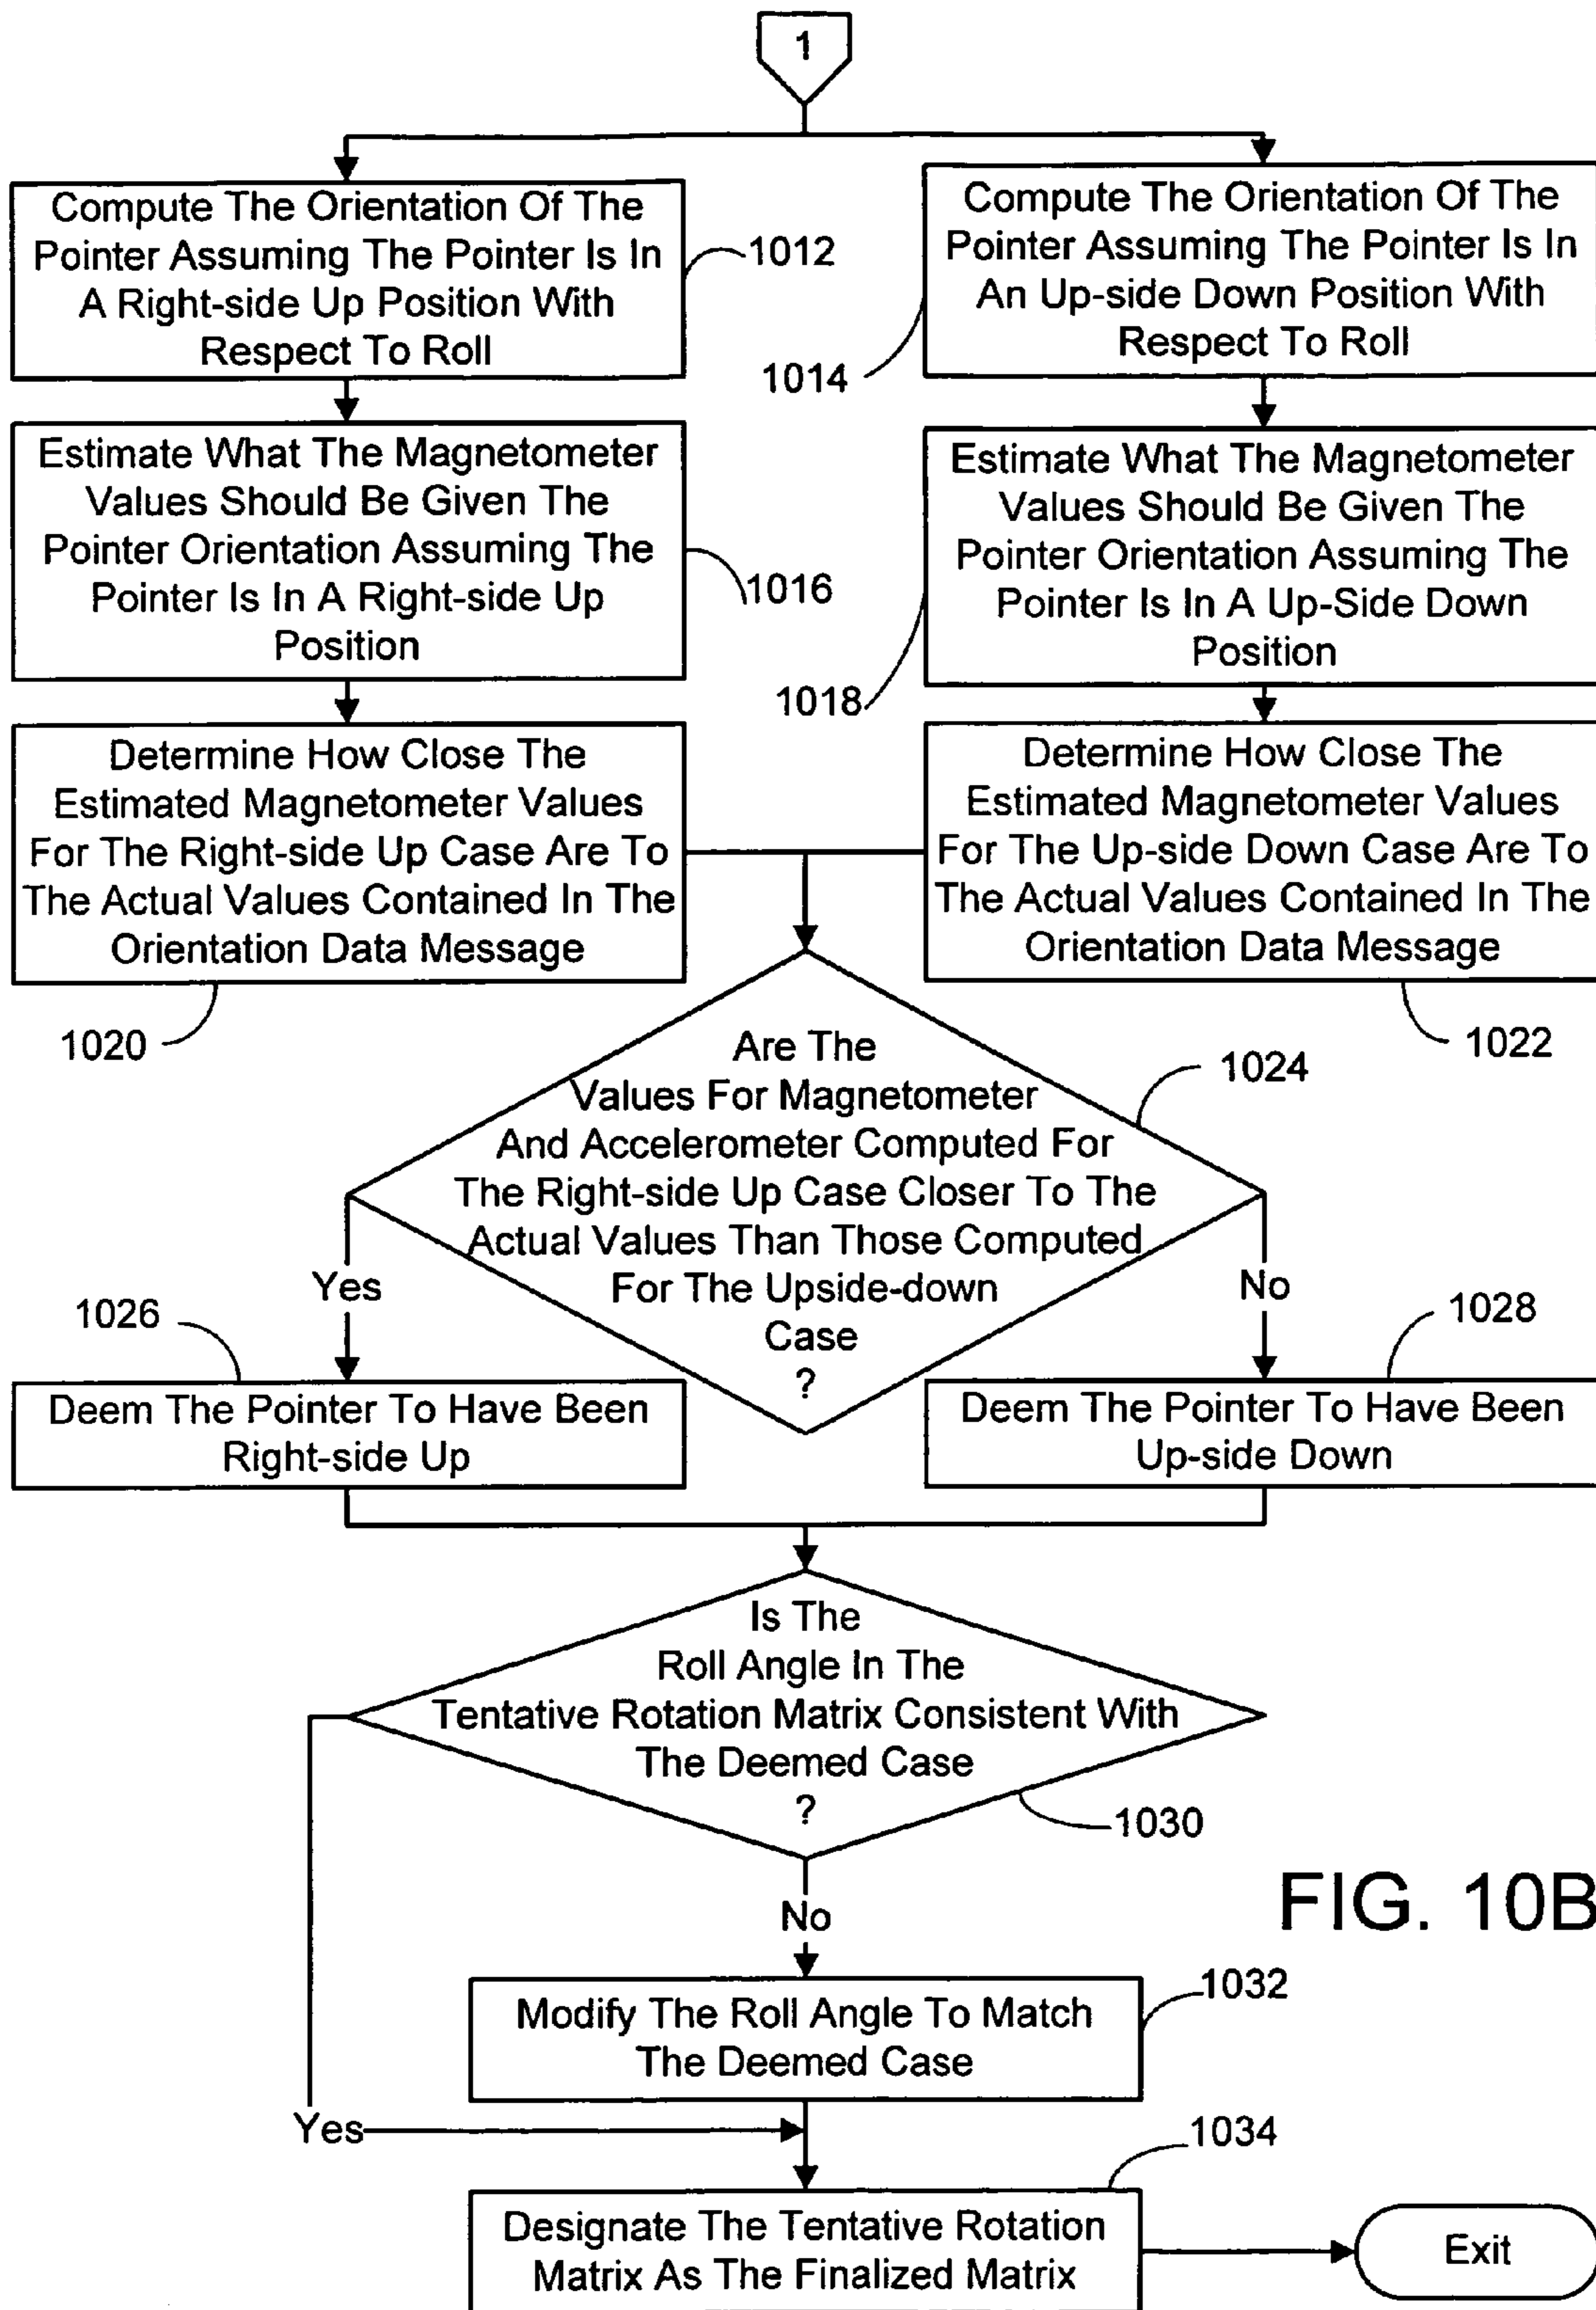 1
Compute The Orientation Of The
Pointer Assuming The Pointer Is In
A Right-side Up Position With
Respect To Roll
1012
Compute The Orientation Of The
Pointer Assuming The Pointer Is In
An Up-side Down Position With
Respect To Roll
1014
Estimate What The Magnetometer
Values Should Be Given The
Pointer Orientation Assuming The
Pointer Is In A Right-side Up
Position
1016
Estimate What The Magnetometer
Values Should Be Given The
Pointer Orientation Assuming The
Pointer Is In A Up-Side Down
Position
1018
Determine How Close The
Estimated Magnetometer Values
For The Right-side Up Case Are To
The Actual Values Contained In The
Orientation Data Message
1020
Determine How Close The
Estimated Magnetometer Values
For The Up-side Down Case Are To
The Actual Values Contained In The
Orientation Data Message
1022
Are The
Values For Magnetometer
And Accelerometer Computed For
The Right-side Up Case Closer To The
Actual Values Than Those Computed
For The Upside-down
Case
?
1024
Yes
No
1026
Deem The Pointer To Have Been
Right-side Up
1028
Deem The Pointer To Have Been
Up-side Down
Is The
Roll Angle In The
Tentative Rotation Matrix Consistent With
The Deemed Case
?
1030
No
FIG. 10B
Modify The Roll Angle To Match
The Deemed Case
1032
Yes
1034
Designate The Tentative Rotation
Matrix As The Finalized Matrix
Exit